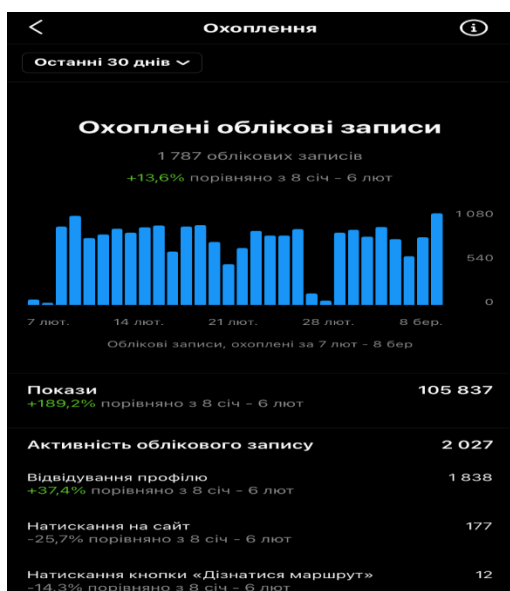 Охоплення
Останні 30 днів
Охоплені облікові записи
1 787 облікових записів
+13,6% порівняно з 8 січ – 6 лют
1 080
540
0
7 лют. 14 лют. 21 лют. 28 лют. 8 бер.
Облікові записи, охоплені за 7 лют – 8 бер
Покази 105 837
+189,2% порівняно з 8 січ – 6 лют
Активність облікового запису 2 027
Відвідування профілю 1 838
+37,4% порівняно з 8 січ – 6 лют
Натискання на сайт 177
-25,7% порівняно з 8 січ – 6 лют
Натискання кнопки «Дізнатися маршрут» 12
-14,3% порівняно з 8 січ – 6 лют